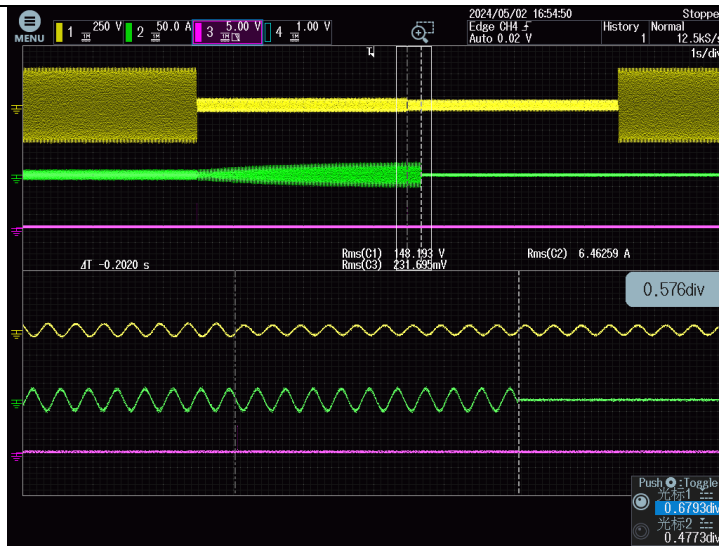 2024/05/02 16:54:50 Stoppe
MENU 1 250 V 2 50.0 A 3 5.00 V 4 1.00 V Edge CH4 History Normal
Auto 0.02 V 1 12.5kS/s
1s/div
Rms(C1) 148.193 V Rms(C2) 6.46259 A
ΔT -0.2020 s Rms(C3) 231.695mV
0.576div
Push :Toggle
光标1
0.6793div
光标2
0.4773div